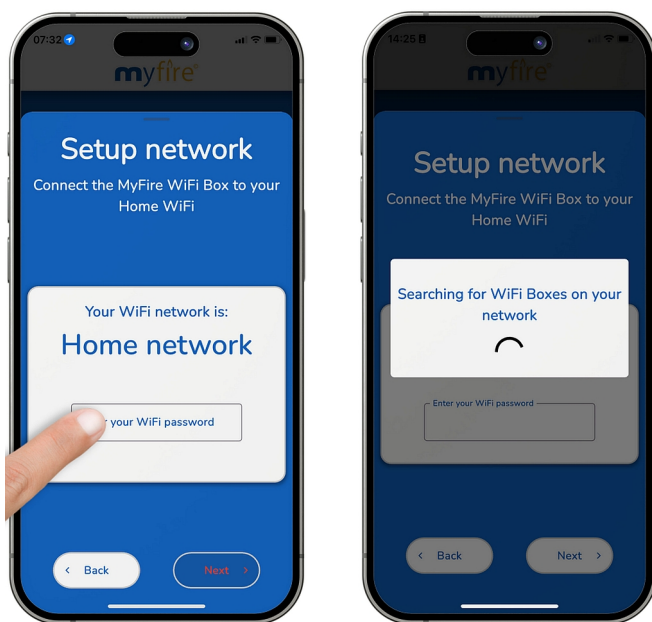 07:32
myfire®
Setup network
Connect the MyFire WiFi Box to your
Home WiFi
Your WiFi network is:
Home network
your WiFi password
< Back
Next >
14:25
myfire®
Setup network
Connect the MyFire WiFi Box to your
Home WiFi
Searching for WiFi Boxes on your
network
Enter your WiFi password
< Back
Next >